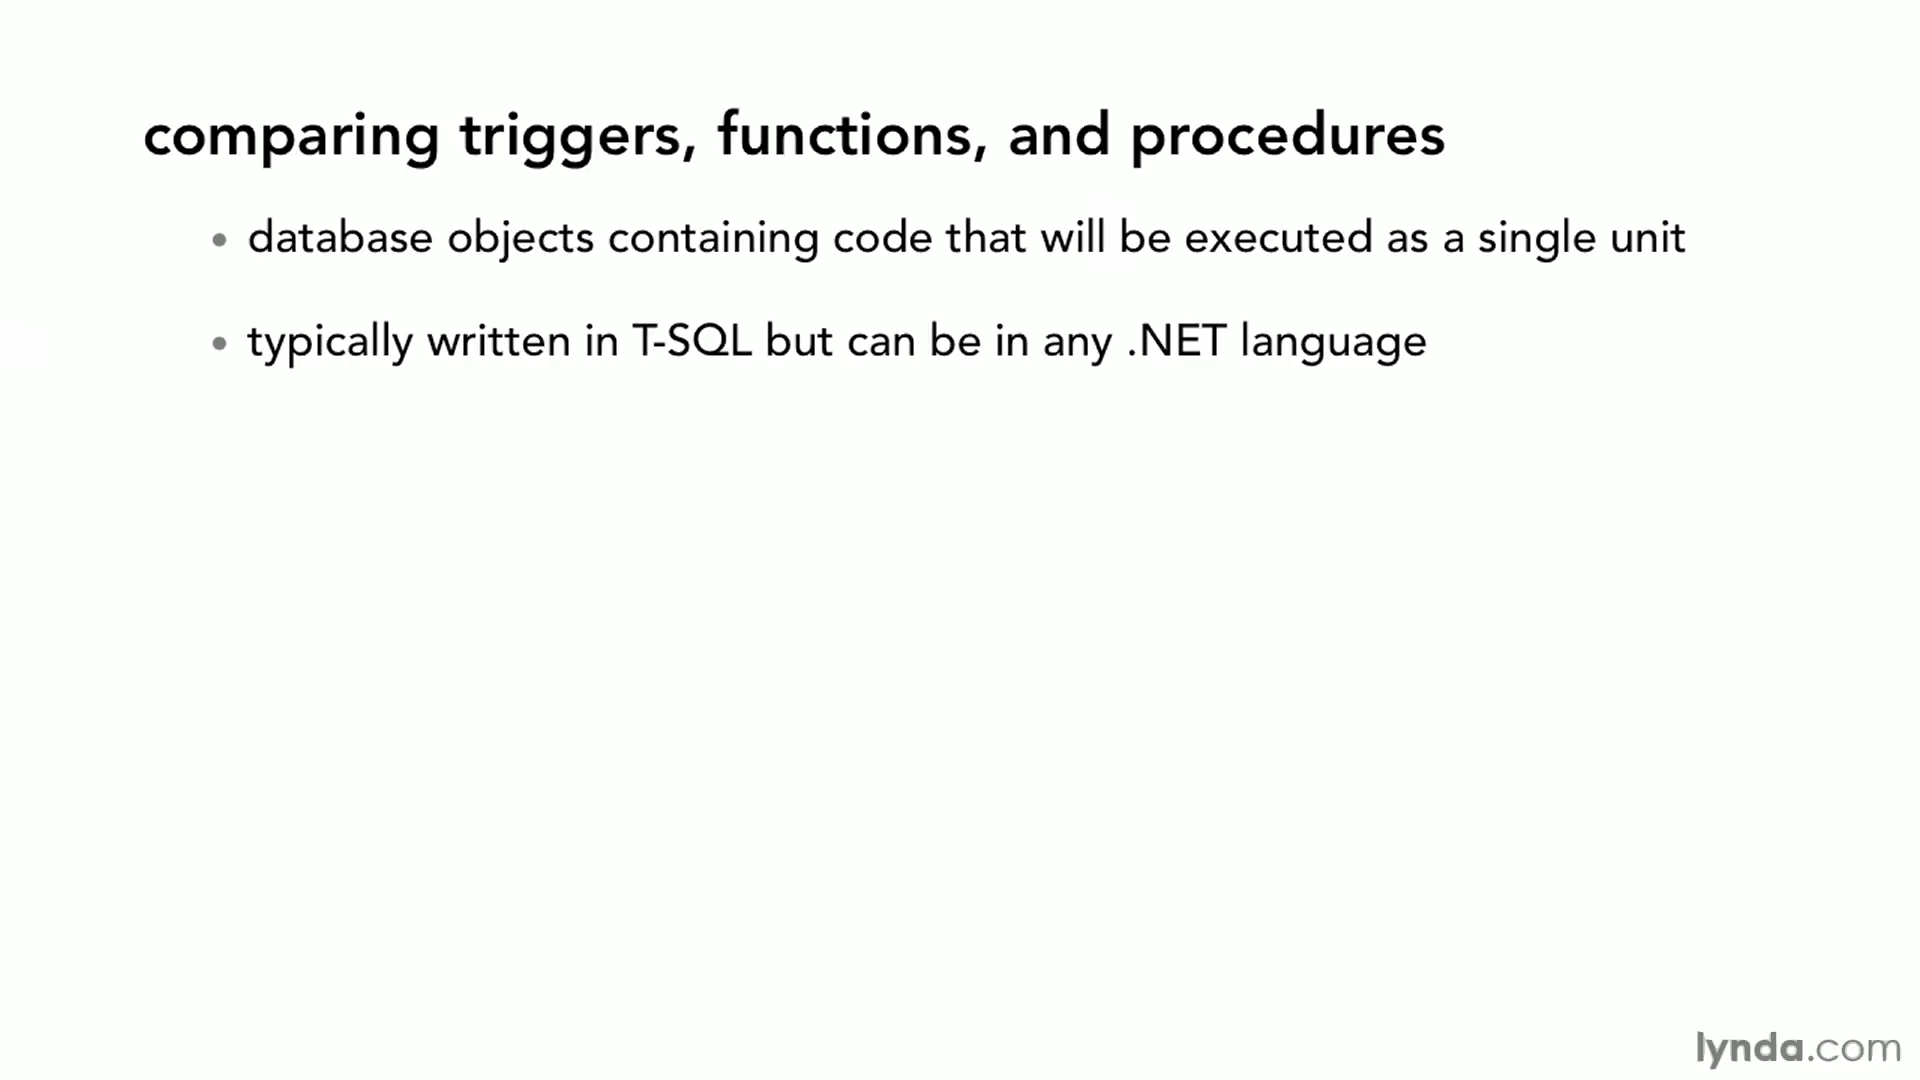 comparing triggers, functions, and procedures
• database objects containing code that will be executed as a single unit
• typically written in T-SQL but can be in any .NET language
lynda.com